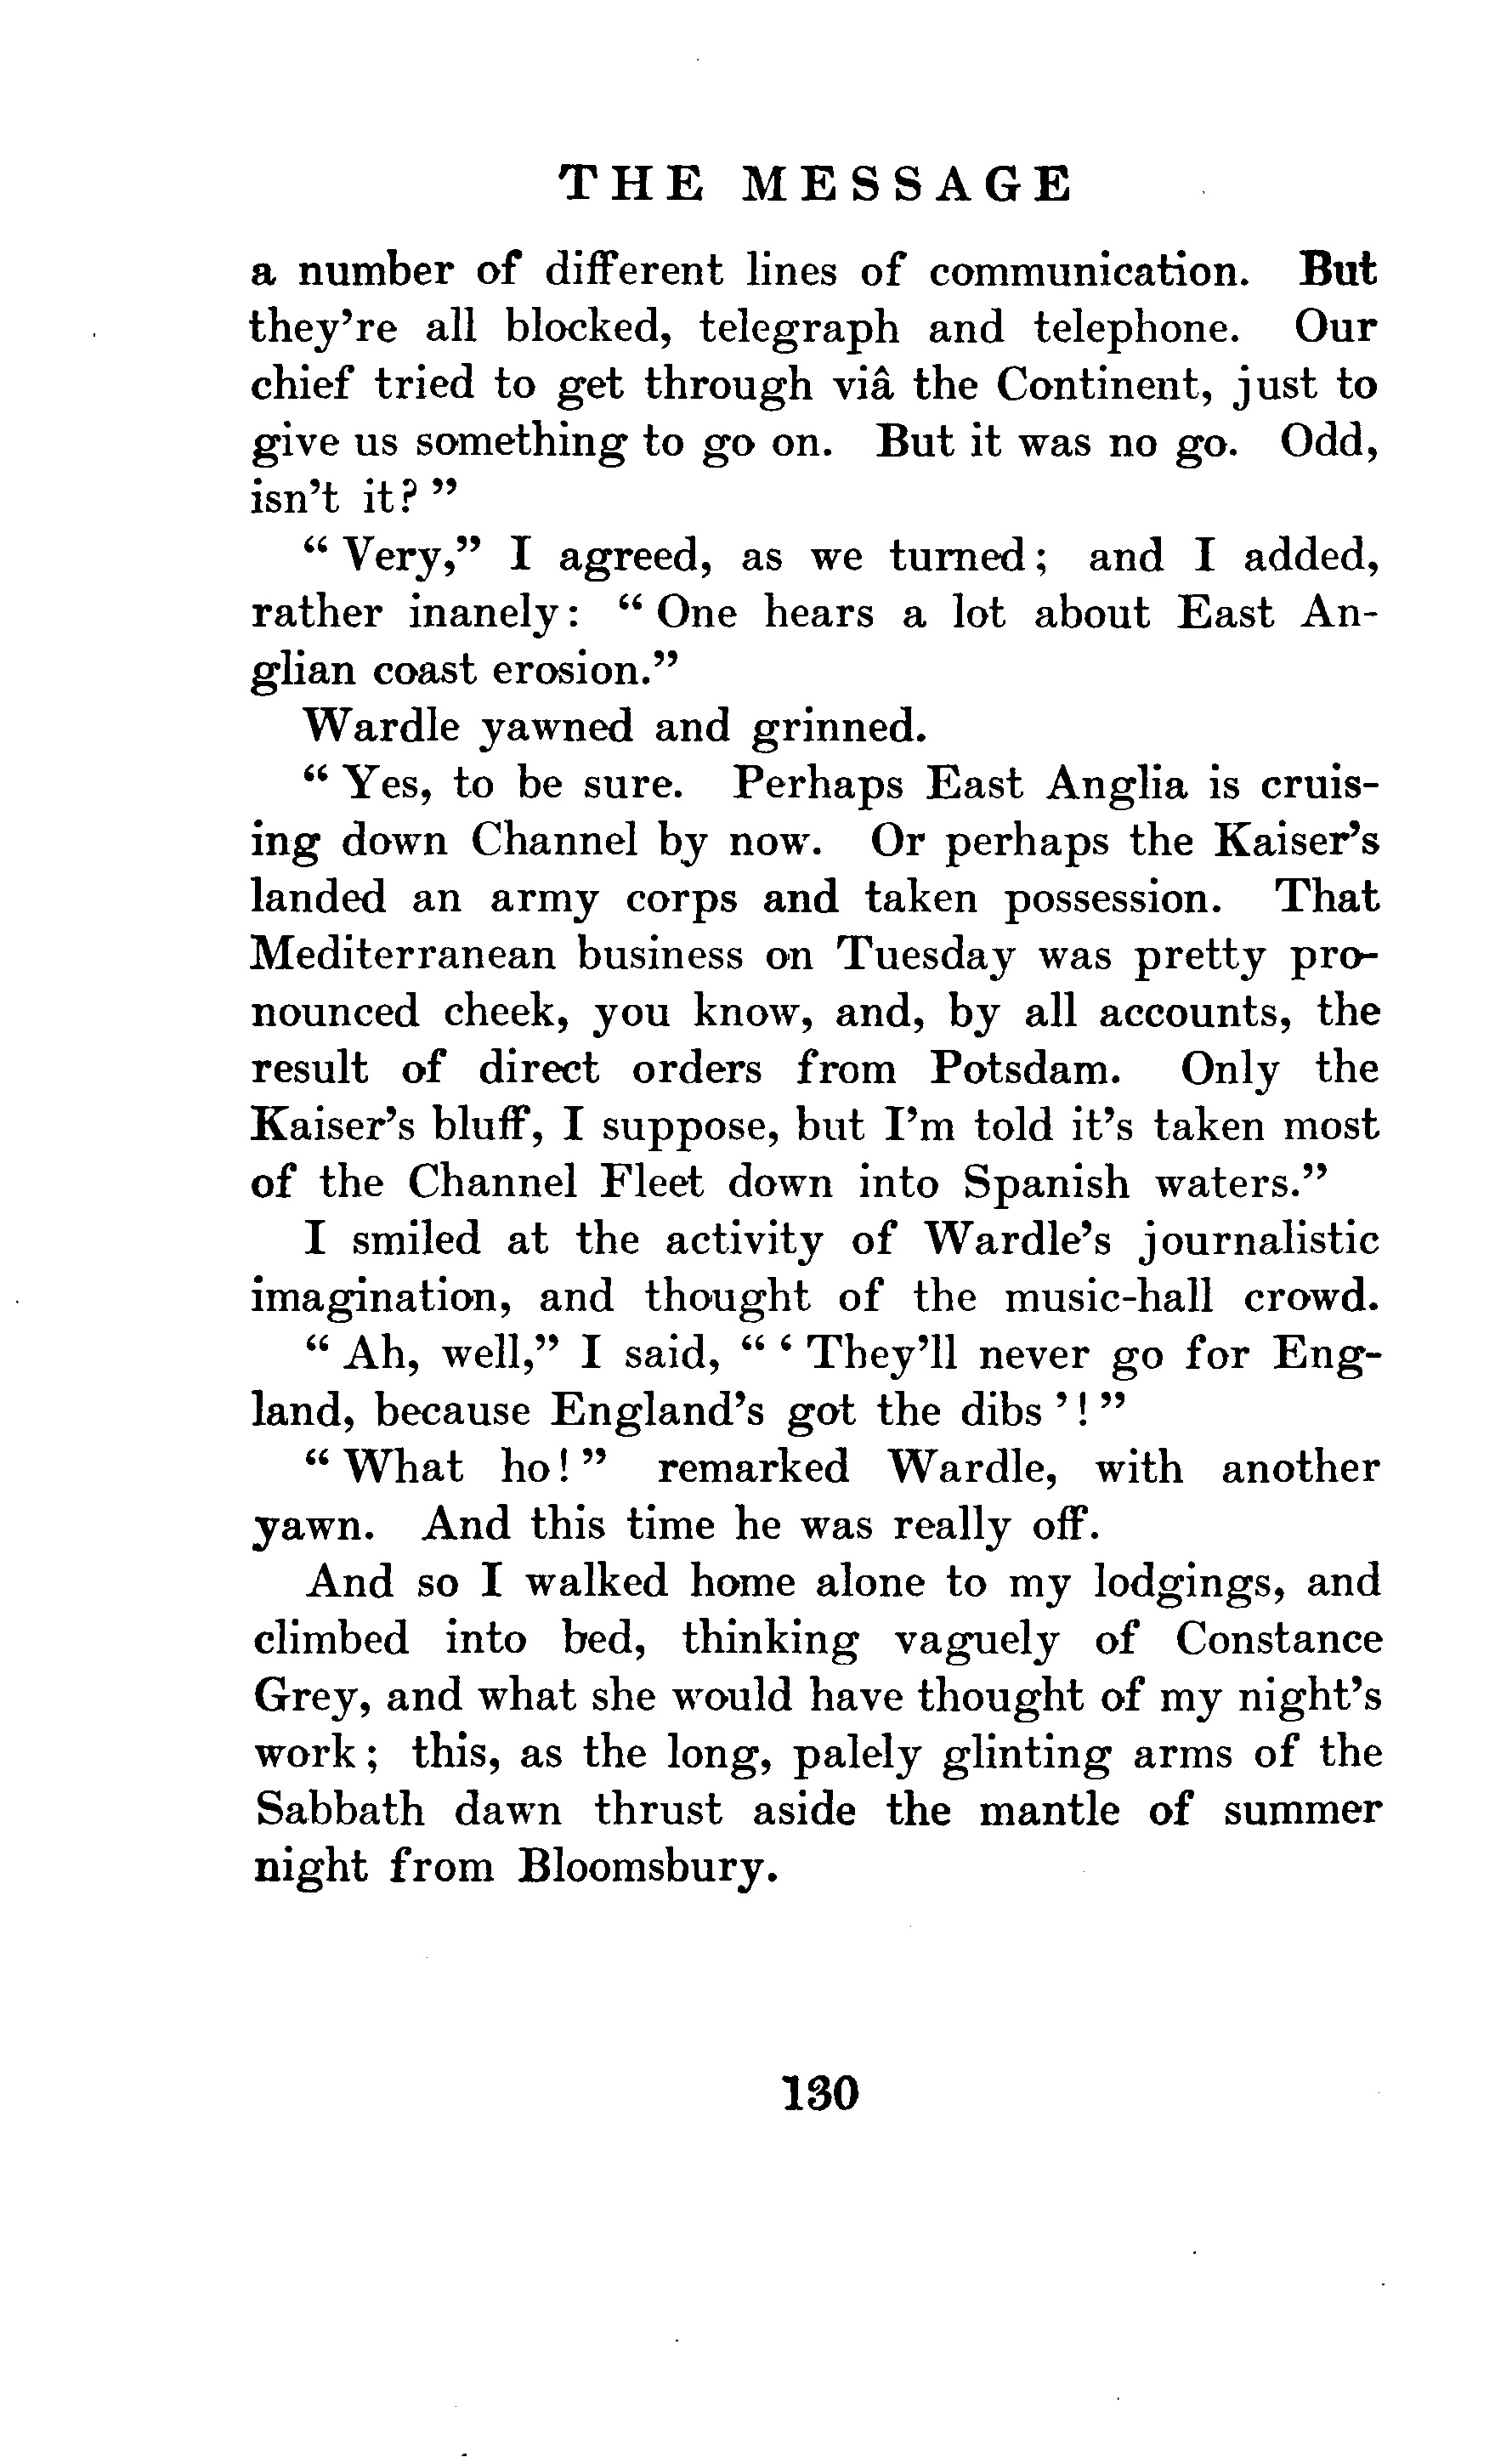 THE MESSAGE
a number of different lines of communication. But
they're all blocked, telegraph and telephone. Our
chief tried to get through viâ the Continent, just to
give us something to go on. But it was no go. Odd,
isn't it?"
"Very," I agreed, as we turned; and I added,
rather inanely: "One hears a lot about East An-
glian coast erosion."
Wardle yawned and grinned.
"Yes, to be sure. Perhaps East Anglia is cruis-
ing down Channel by now. Or perhaps the Kaiser's
landed an army corps and taken possession. That
Mediterranean business on Tuesday was pretty pro-
nounced cheek, you know, and, by all accounts, the
result of direct orders from Potsdam. Only the
Kaiser's bluff, I suppose, but I'm told it's taken most
of the Channel Fleet down into Spanish waters."
I smiled at the activity of Wardle's journalistic
imagination, and thought of the music-hall crowd.
"Ah, well," I said, "'They'll never go for Eng-
land, because England's got the dibs'!"
"What ho!" remarked Wardle, with another
yawn. And this time he was really off.
And so I walked home alone to my lodgings, and
climbed into bed, thinking vaguely of Constance
Grey, and what she would have thought of my night's
work; this, as the long, palely glinting arms of the
Sabbath dawn thrust aside the mantle of summer
night from Bloomsbury.
130